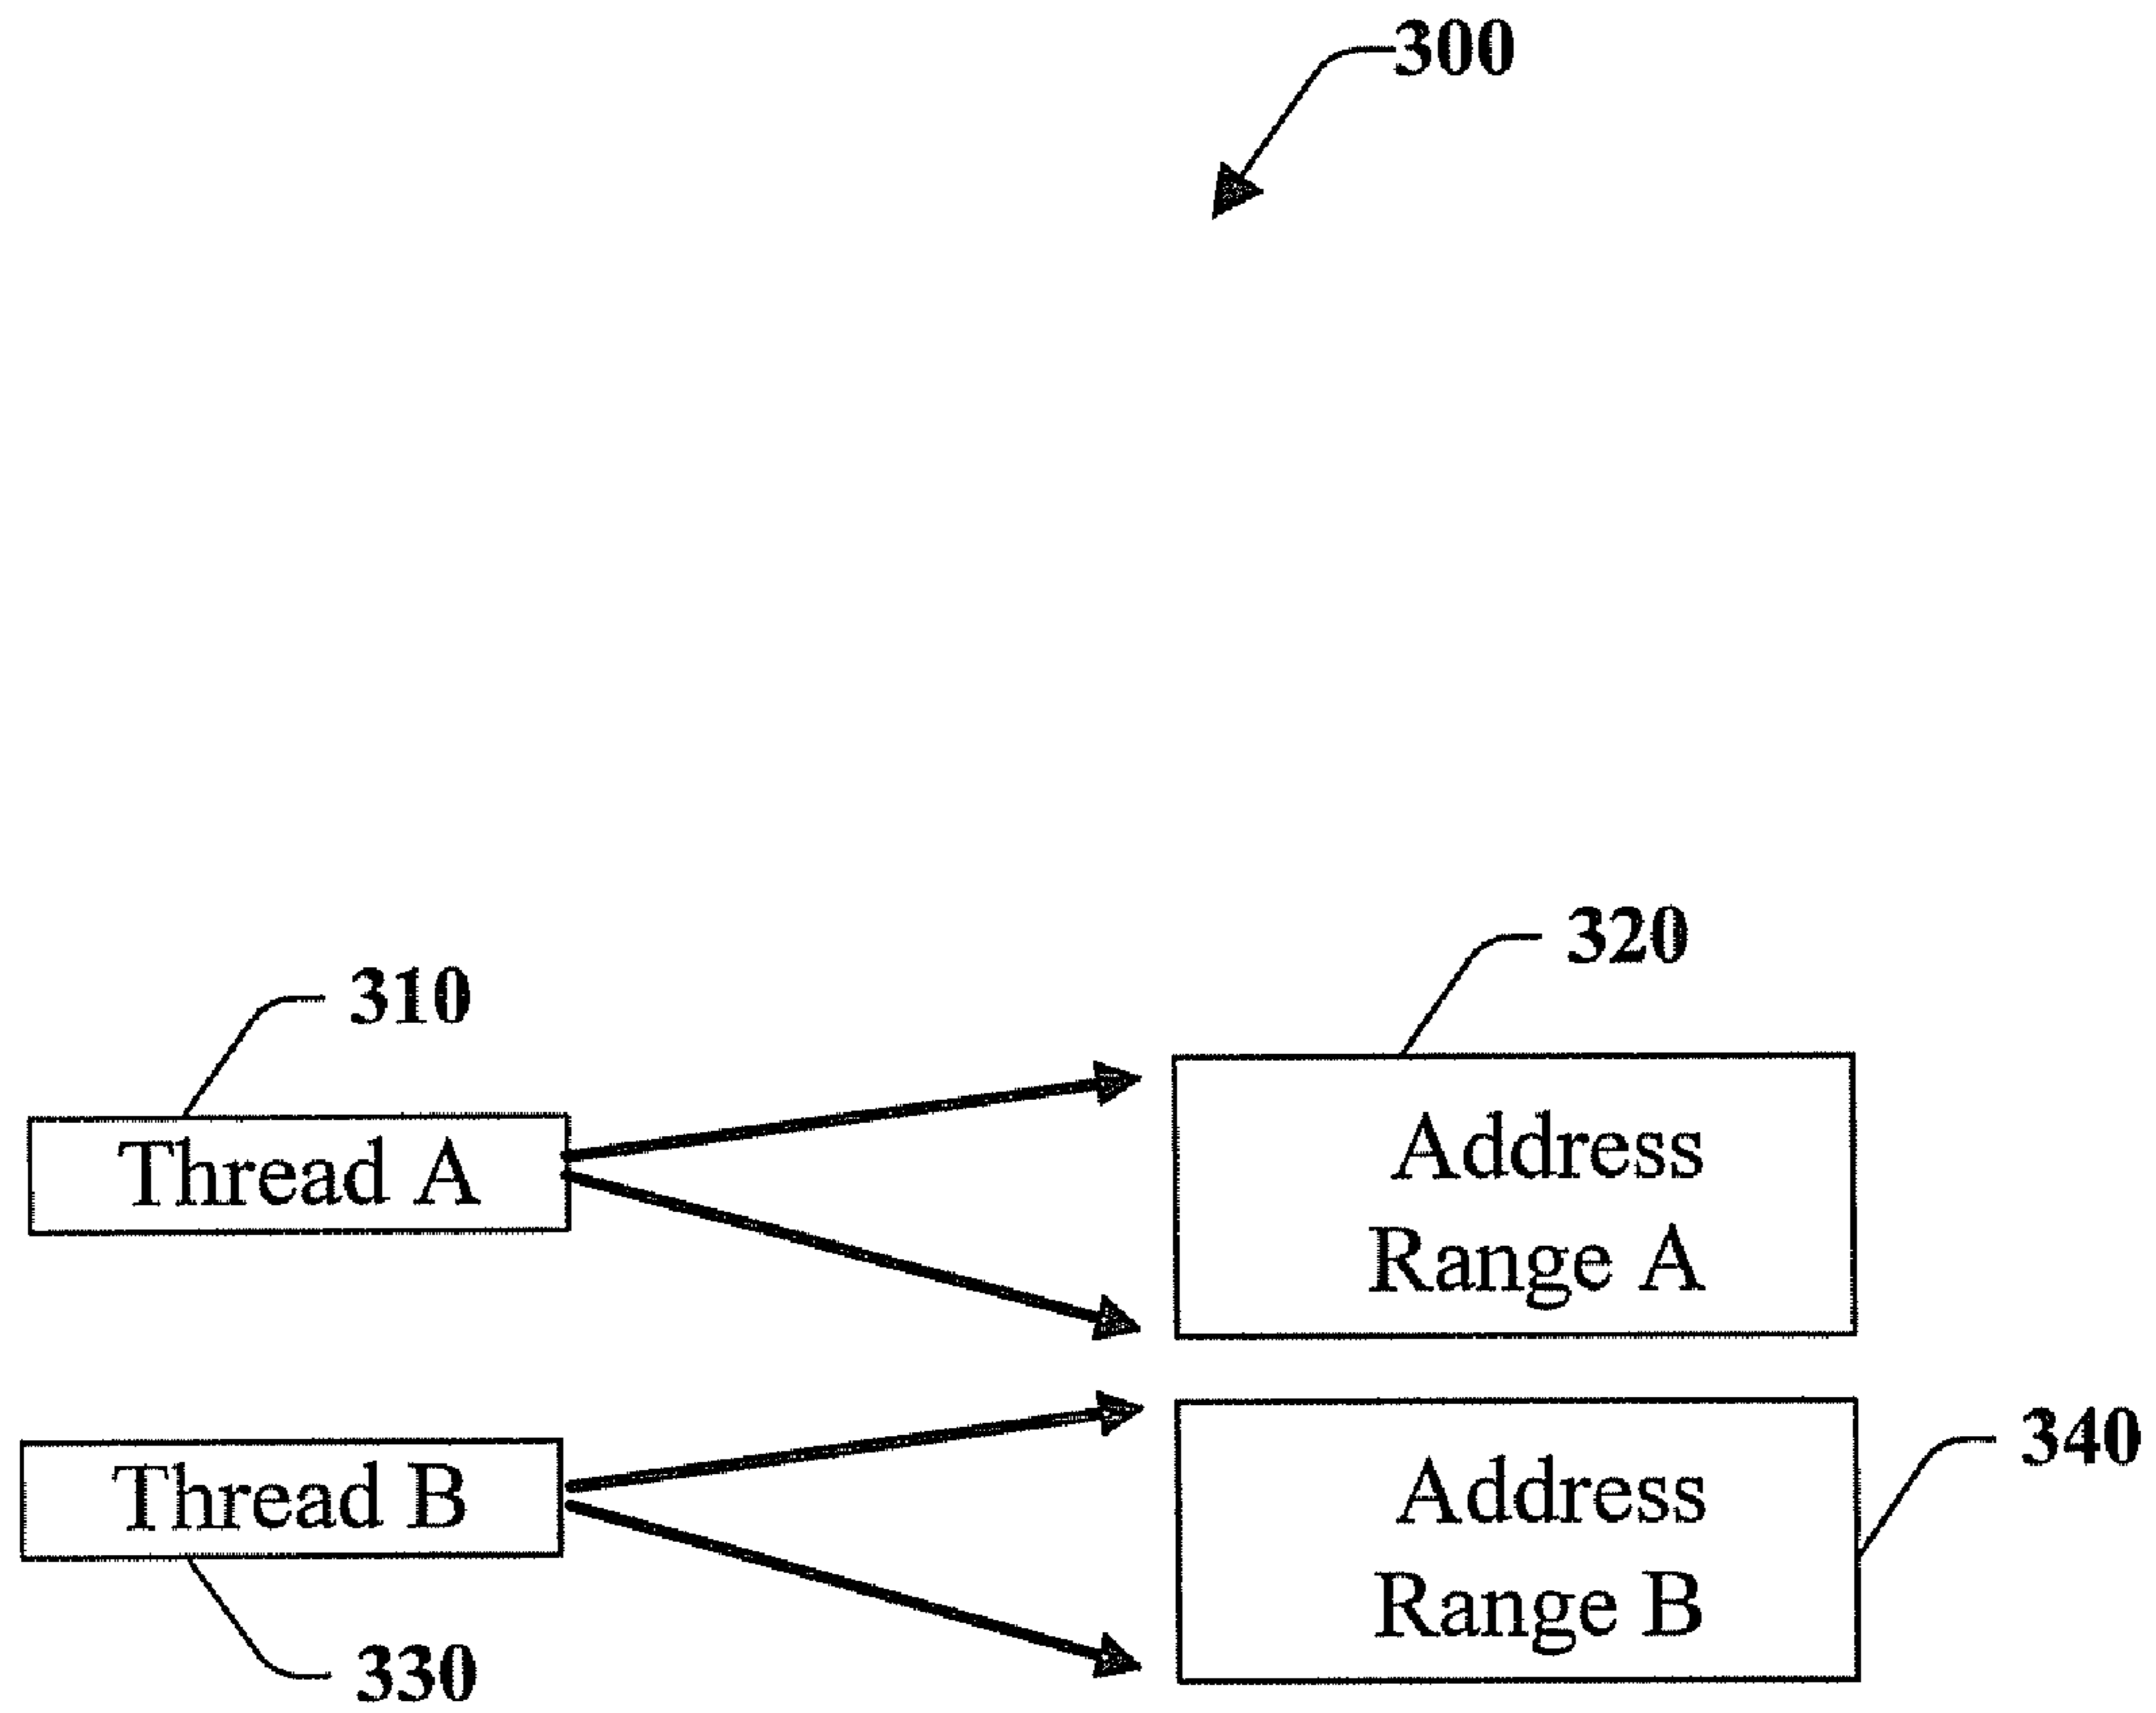 300
320
310
Thread A
Address
Range A
Thread B
Address
Range B
340
330